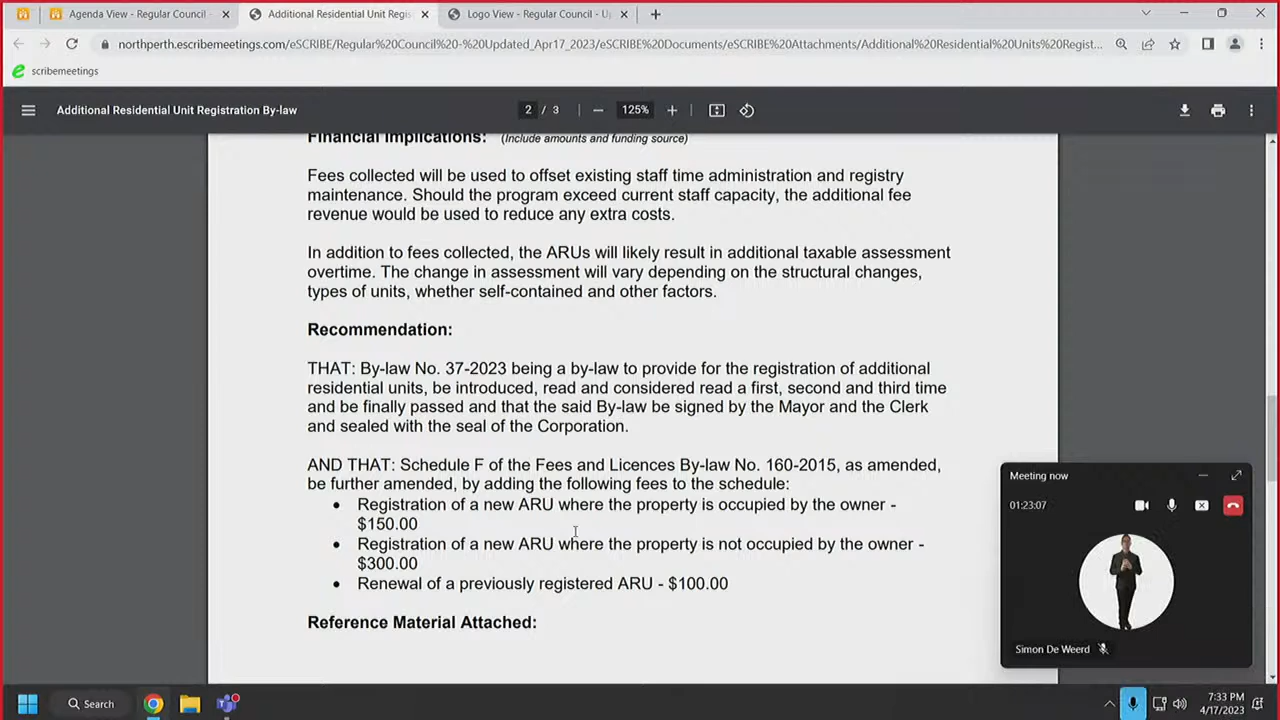 Agenda View - Regular Council -
Additional Residential Unit Regis
Logo View - Regular Council - U
northperth.escribemeetings.com/eSCRIBE/Regular%20Council%20-%20Updated_Apr17_2023/eSCRIBE%20Documents/eSCRIBE%20Attachments/Additional%20Residential%20Units%20Regist...
scribemeetings
Additional Residential Unit Registration By-law
2 / 3
125%
Financial Implications: (Include amounts and funding source)
Fees collected will be used to offset existing staff time administration and registry
maintenance. Should the program exceed current staff capacity, the additional fee
revenue would be used to reduce any extra costs.
In addition to fees collected, the ARUs will likely result in additional taxable assessment
overtime. The change in assessment will vary depending on the structural changes,
types of units, whether self-contained and other factors.
Recommendation:
THAT: By-law No. 37-2023 being a by-law to provide for the registration of additional
residential units, be introduced, read and considered read a first, second and third time
and be finally passed and that the said By-law be signed by the Mayor and the Clerk
and sealed with the seal of the Corporation.
AND THAT: Schedule F of the Fees and Licences By-law No. 160-2015, as amended,
be further amended, by adding the following fees to the schedule:
• Registration of a new ARU where the property is occupied by the owner -
$150.00
• Registration of a new ARU where the property is not occupied by the owner -
$300.00
• Renewal of a previously registered ARU - $100.00
Reference Material Attached:
Meeting now
01:23:07
Simon De Weerd
Search
7:33 PM
4/17/2023